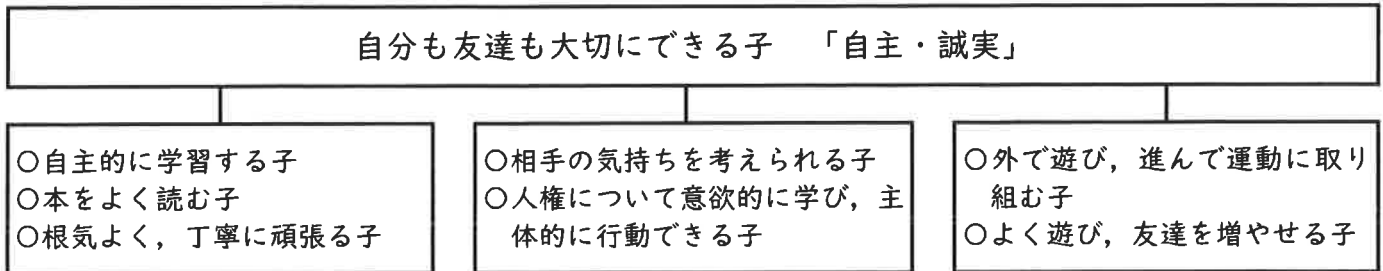 自分も友達も大切にできる子　「自主・誠実」
○自主的に学習する子
○本をよく読む子
○根気よく，丁寧に頑張る子
○相手の気持ちを考えられる子
○人権について意欲的に学び，主
体的に行動できる子
○外で遊び，進んで運動に取り
組む子
○よく遊び，友達を増やせる子